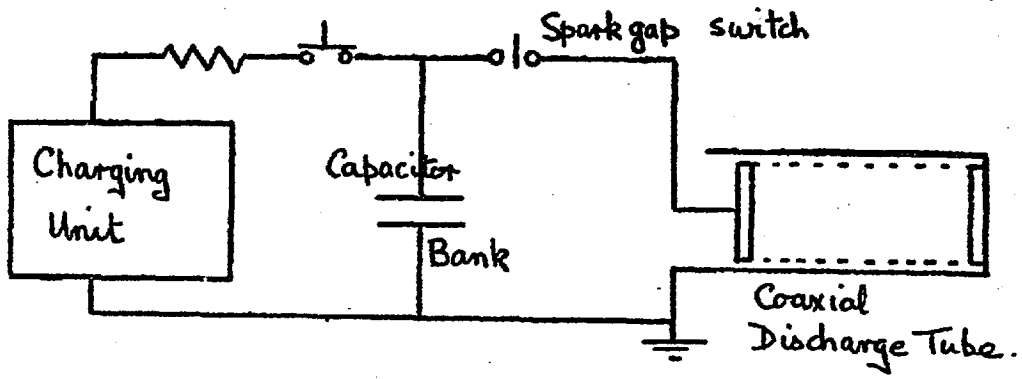 Spark gap switch
Charging
Unit
Capacitor
Bank
Coaxial
Discharge Tube.